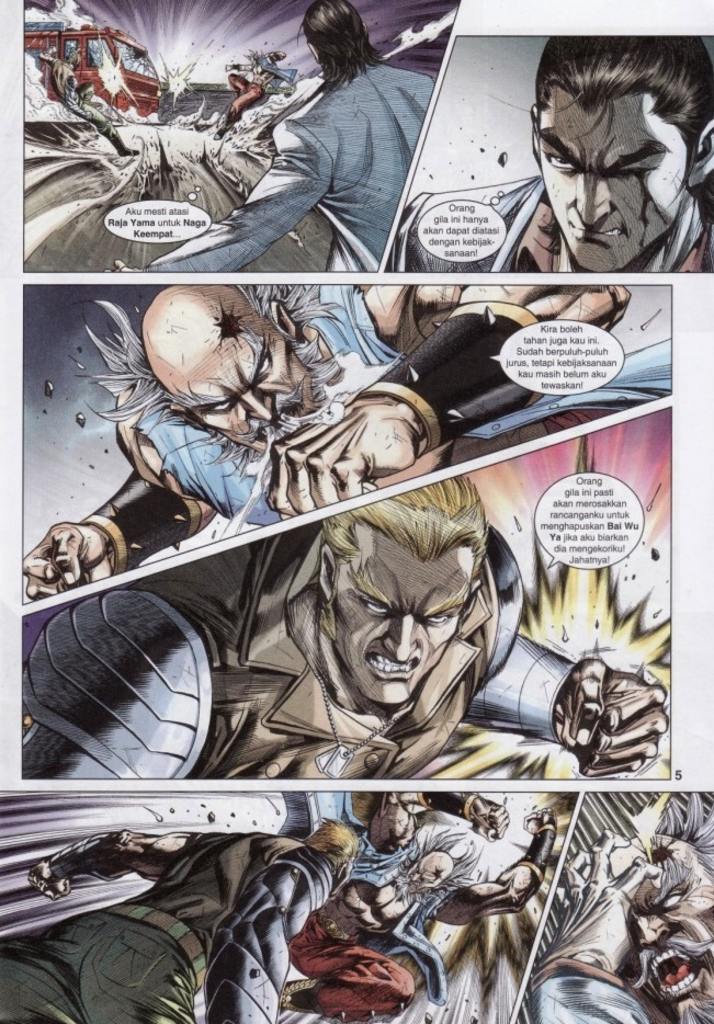 Aku mesti atasi
Raja Yama untuk Naga
Keempat...
Orang
gila ini hanya
akan dapat diatasi
dengan kebijak-
sanaan!
Kira boleh
tahan juga kau ini.
Sudah berpuluh-puluh
jurus, tetapi kebijaksanaan
kau masih belum aku
tewaskan!
Orang
gila ini pasti
akan merosakkan
rancanganku untuk
menghapuskan Bai Wu
Ya jika aku biarkan
dia mengekoriku!
Jahatnya!
5